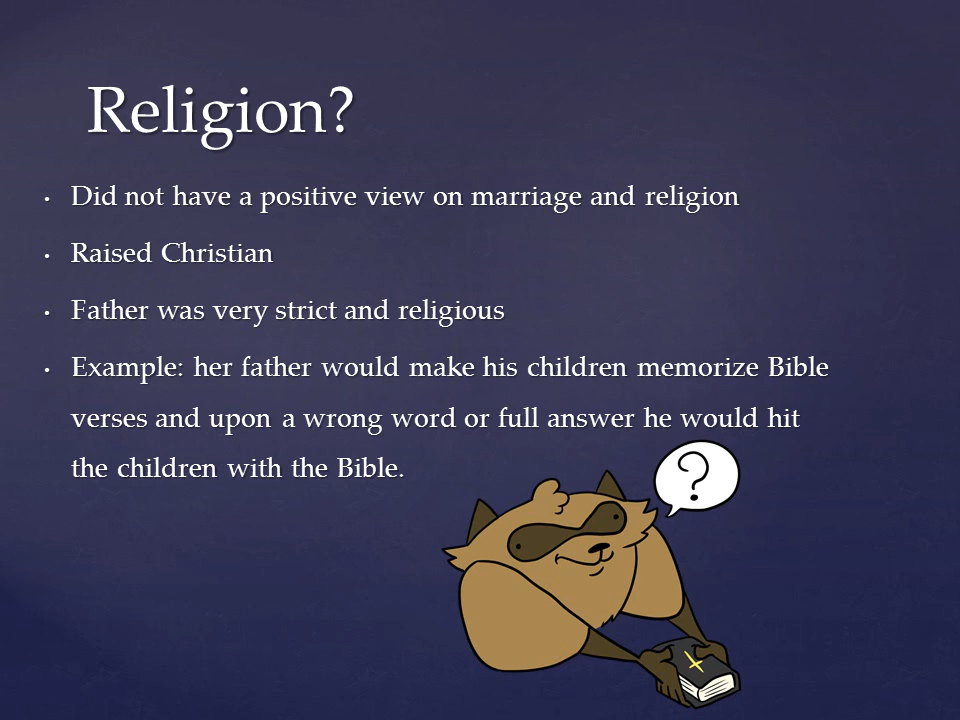 Religion?
• Did not have a positive view on marriage and religion
• Raised Christian
• Father was very strict and religious
• Example: her father would make his children memorize Bible
verses and upon a wrong word or full answer he would hit
the children with the Bible.
?